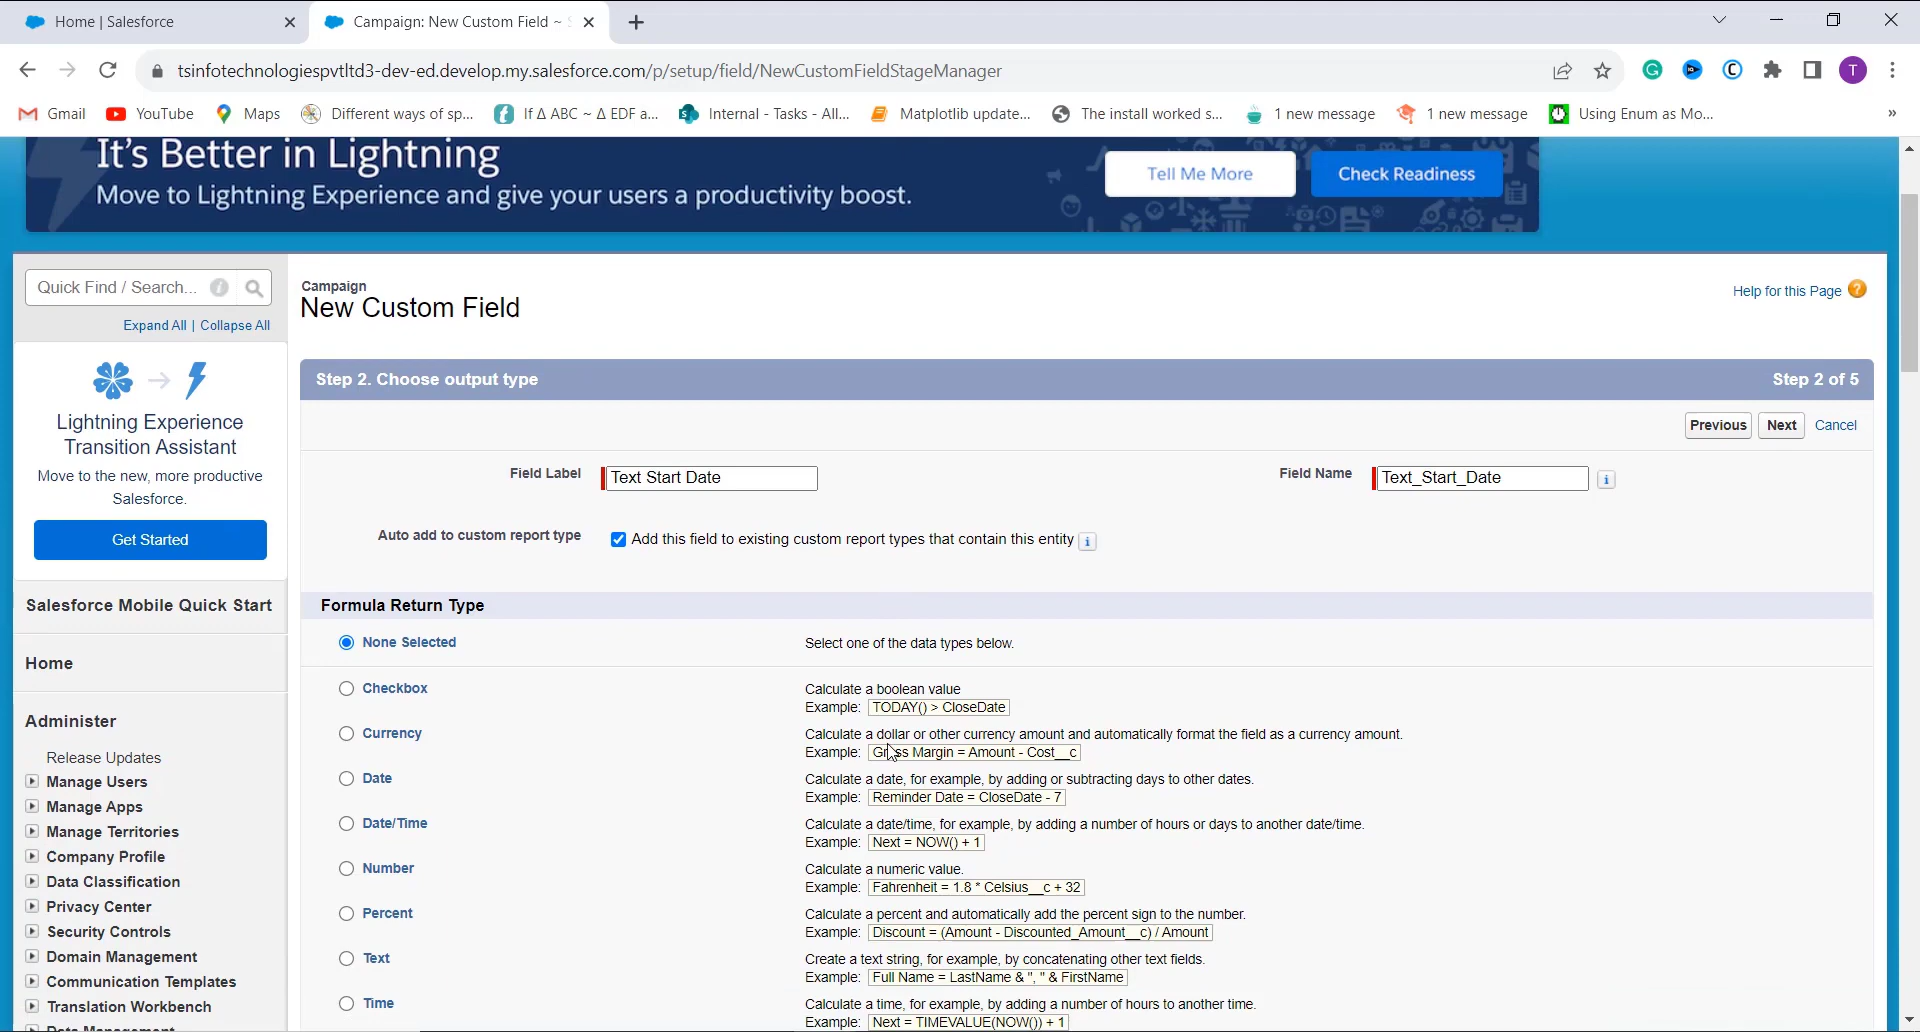 Home | Salesforce
Campaign: New Custom Field ~
tsinfotechnologiespvtltd3-dev-ed.develop.my.salesforce.com/p/setup/field/NewCustomFieldStageManager
T
Gmail
YouTube
Maps
Different ways of sp...
If Δ ABC ~ Δ EDF a...
Internal - Tasks - All...
Matplotlib update...
The install worked s...
1 new message
1 new message
Using Enum as Mo...
»
It's Better in Lightning
Move to Lightning Experience and give your users a productivity boost.
Tell Me More
Check Readiness
Quick Find / Search...
Expand All | Collapse All
Lightning Experience
Transition Assistant
Move to the new, more productive
Salesforce.
Get Started
Salesforce Mobile Quick Start
Home
Administer
Release Updates
Manage Users
Manage Apps
Manage Territories
Company Profile
Data Classification
Privacy Center
Security Controls
Domain Management
Communication Templates
Translation Workbench
Data Management
Campaign
New Custom Field
Help for this Page
Step 2. Choose output type
Step 2 of 5
Previous
Next
Cancel
Field Label
Text Start Date
Field Name
Text_Start_Date
Auto add to custom report type
Add this field to existing custom report types that contain this entity
Formula Return Type
None Selected
Select one of the data types below.
Checkbox
Calculate a boolean value
Example: TODAY() > CloseDate
Currency
Calculate a dollar or other currency amount and automatically format the field as a currency amount.
Example: Gross Margin = Amount - Cost__c
Date
Calculate a date, for example, by adding or subtracting days to other dates.
Example: Reminder Date = CloseDate - 7
Date/Time
Calculate a date/time, for example, by adding a number of hours or days to another date/time.
Example: Next = NOW() + 1
Number
Calculate a numeric value.
Example: Fahrenheit = 1.8 * Celsius__c + 32
Percent
Calculate a percent and automatically add the percent sign to the number.
Example: Discount = (Amount - Discounted_Amount__c) / Amount
Text
Create a text string, for example, by concatenating other text fields.
Example: Full Name = LastName & ", " & FirstName
Time
Calculate a time, for example, by adding a number of hours to another time.
Example: Next = TIMEVALUE(NOW()) + 1